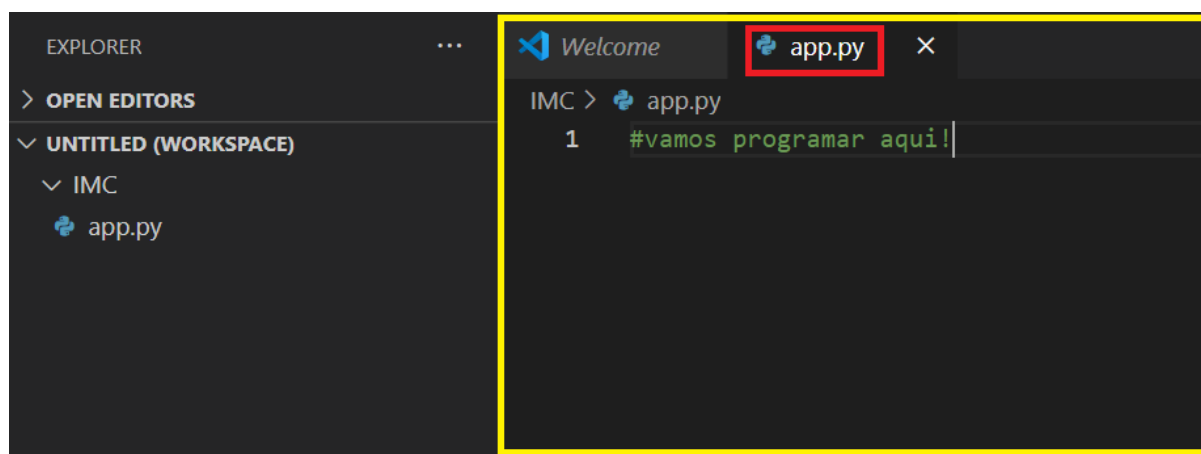 EXPLORER ...
> OPEN EDITORS
UNTITLED (WORKSPACE)
IMC
app.py
Welcome app.py ×
IMC > app.py
1 #vamos programar aqui!